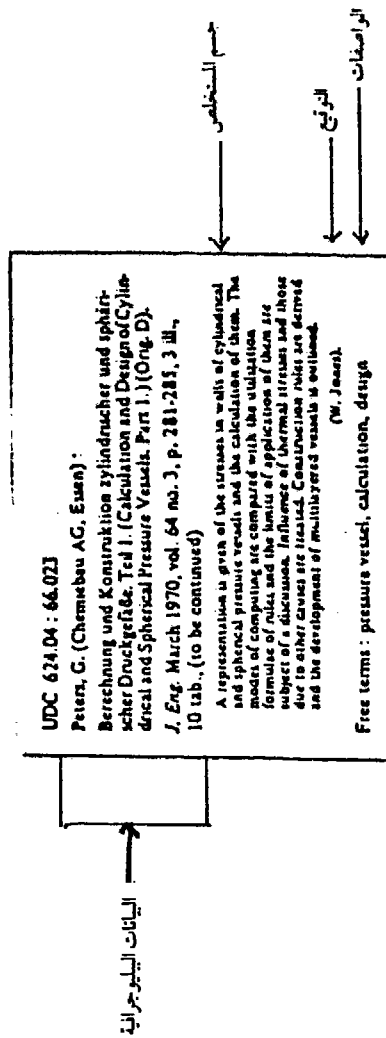 البيانات الببليوجرافية
UDC 624.04 : 66.023
Peters, G. (Chemiebau AG, Essen) :
Berechnung und Konstruktion zylindrischer und sphäri-
scher Druckgefäße. Teil 1. (Calculation and Design of Cylin-
drical and Spherical Pressure Vessels. Part 1.) (Orig. D).
J. Eng. March 1970, vol. 64 no. 3, p. 281-285, 3 ill.,
10 tab., (to be continued)
A representation is given of the stresses in walls of cylindrical
and spherical pressure vessels and the calculation of them. The
modes of computing are compared with the utilization
formulae of rules and the limits of application of them are
subject of a discussion. Influence of thermal stresses and those
due to other causes are treated. Construction rules are derived
and the development of multilayered vessels is outlined.
(W. Jones).
Free terms : pressure vessel, calculation, design
جسم المستخلص
التوقيع
الواصفات